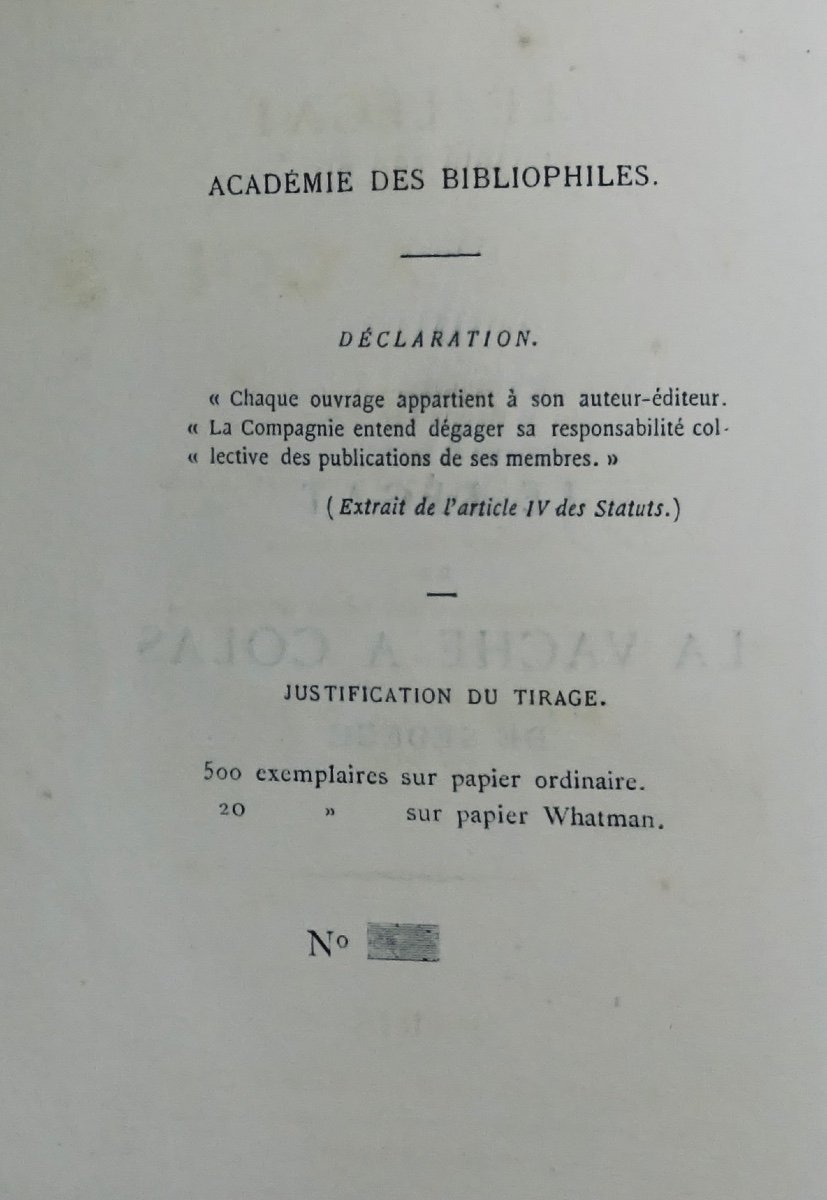 ACADÉMIE DES BIBLIOPHILES.
DÉCLARATION.
« Chaque ouvrage appartient à son auteur-éditeur.
« La Compagnie entend dégager sa responsabilité col-
« lective des publications de ses membres. »
(Extrait de l'article IV des Statuts.)
JUSTIFICATION DU TIRAGE.
500 exemplaires sur papier ordinaire.
20 » sur papier Whatman.
Nº